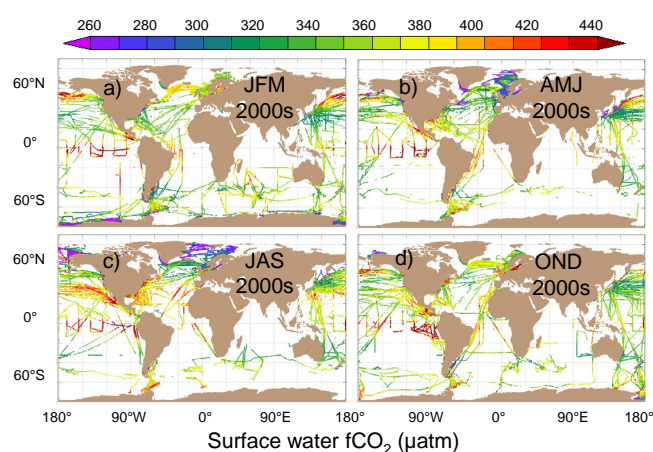 260 280 300 320 340 360 380 400 420 440
60°N
0°
60°S
a)
JFM
2000s
b)
AMJ
2000s
60°N
0°
60°S
c)
JAS
2000s
d)
OND
2000s
180° 90°W 0° 90°E 180° 90°W 0° 90°E 180°
Surface water fCO₂ (µatm)